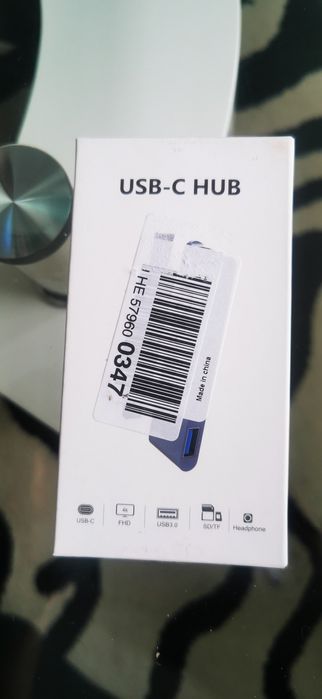 USB-C HUB
HE 57960 0347
Made in china
4K
USB-C
FHD
USB3.0
SD/TF
Headphone